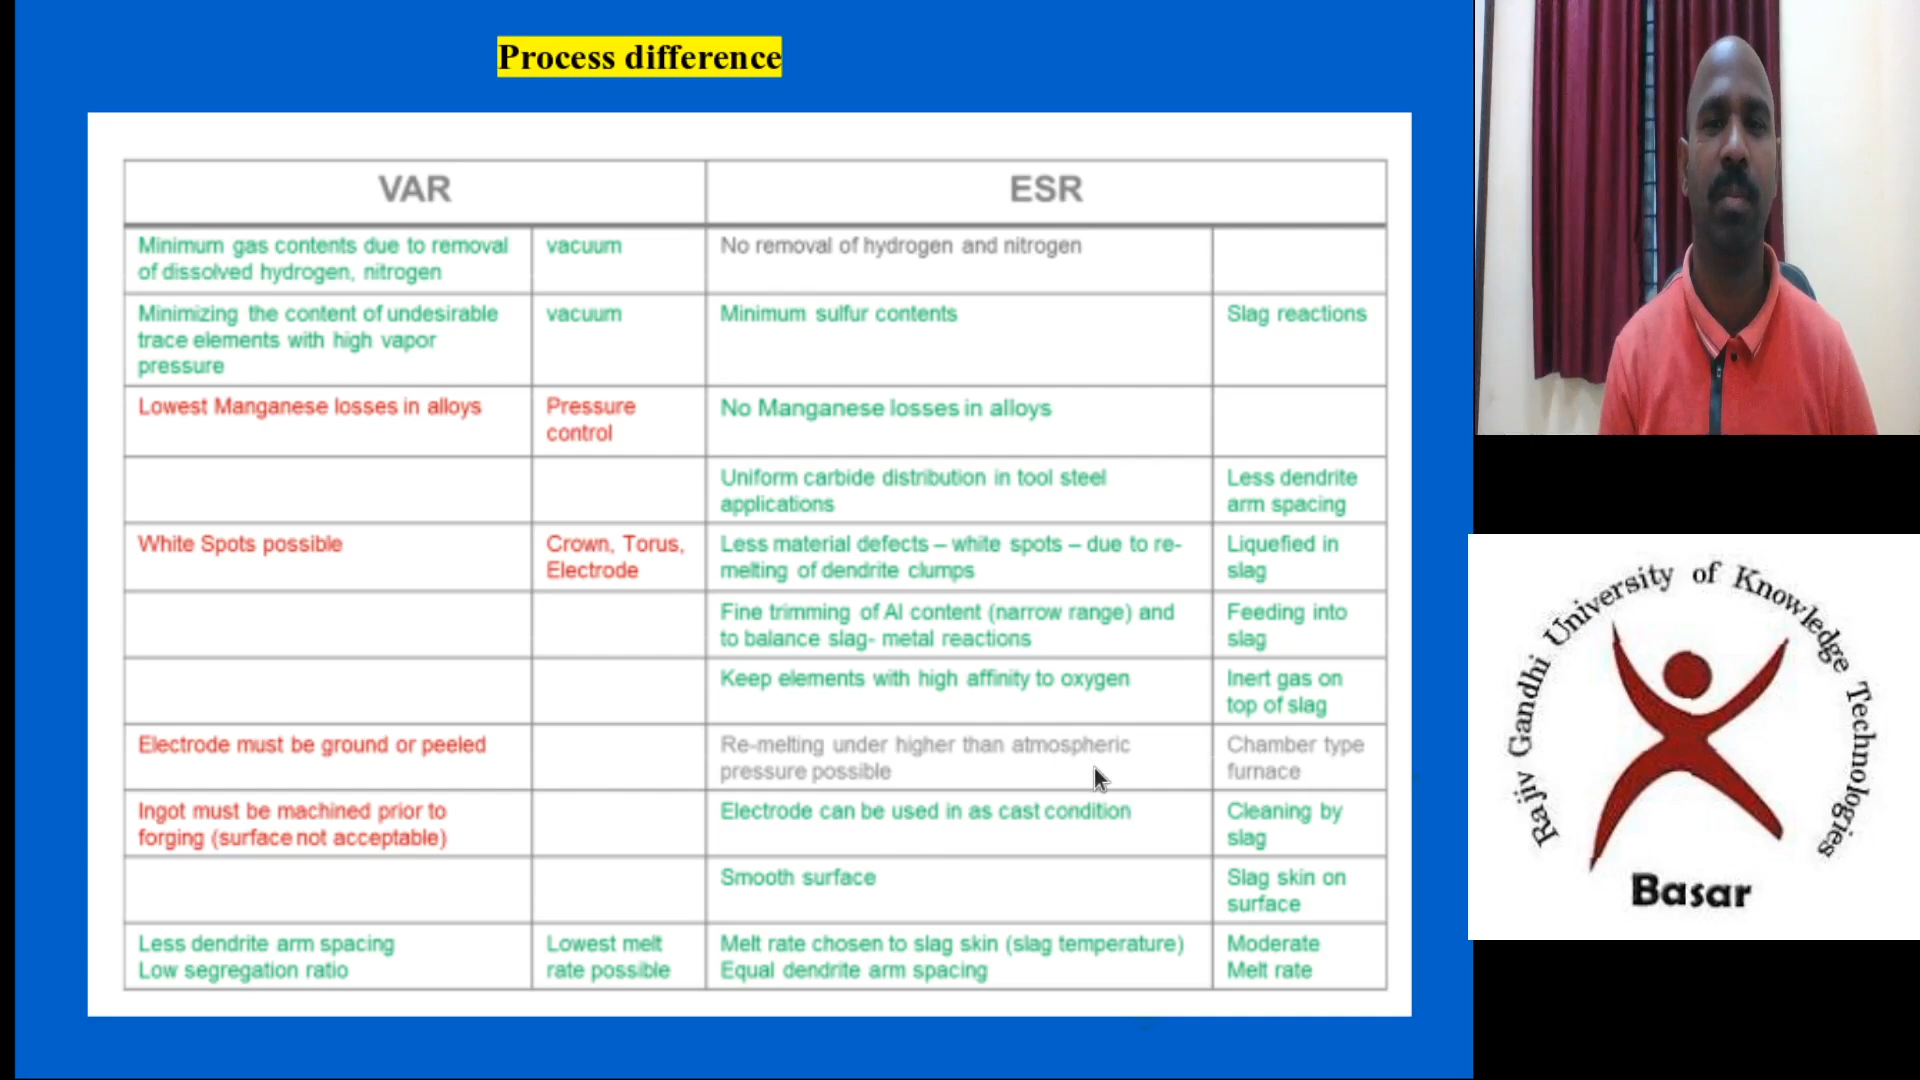 Process difference
VAR
ESR
Minimum gas contents due to removal
of dissolved hydrogen, nitrogen
vacuum
No removal of hydrogen and nitrogen
Minimizing the content of undesirable
trace elements with high vapor
pressure
vacuum
Minimum sulfur contents
Slag reactions
Lowest Manganese losses in alloys
Pressure
control
No Manganese losses in alloys
Uniform carbide distribution in tool steel
applications
Less dendrite
arm spacing
White Spots possible
Crown, Torus,
Electrode
Less material defects – white spots – due to re-
melting of dendrite clumps
Liquefied in
slag
Fine trimming of Al content (narrow range) and
to balance slag- metal reactions
Feeding into
slag
Keep elements with high affinity to oxygen
Inert gas on
top of slag
Electrode must be ground or peeled
Re-melting under higher than atmospheric
pressure possible
Chamber type
furnace
Ingot must be machined prior to
forging (surface not acceptable)
Electrode can be used in as cast condition
Cleaning by
slag
Smooth surface
Slag skin on
surface
Less dendrite arm spacing
Low segregation ratio
Lowest melt
rate possible
Melt rate chosen to slag skin (slag temperature)
Equal dendrite arm spacing
Moderate
Melt rate
Rajiv Gandhi University of Knowledge Technologies
Basar